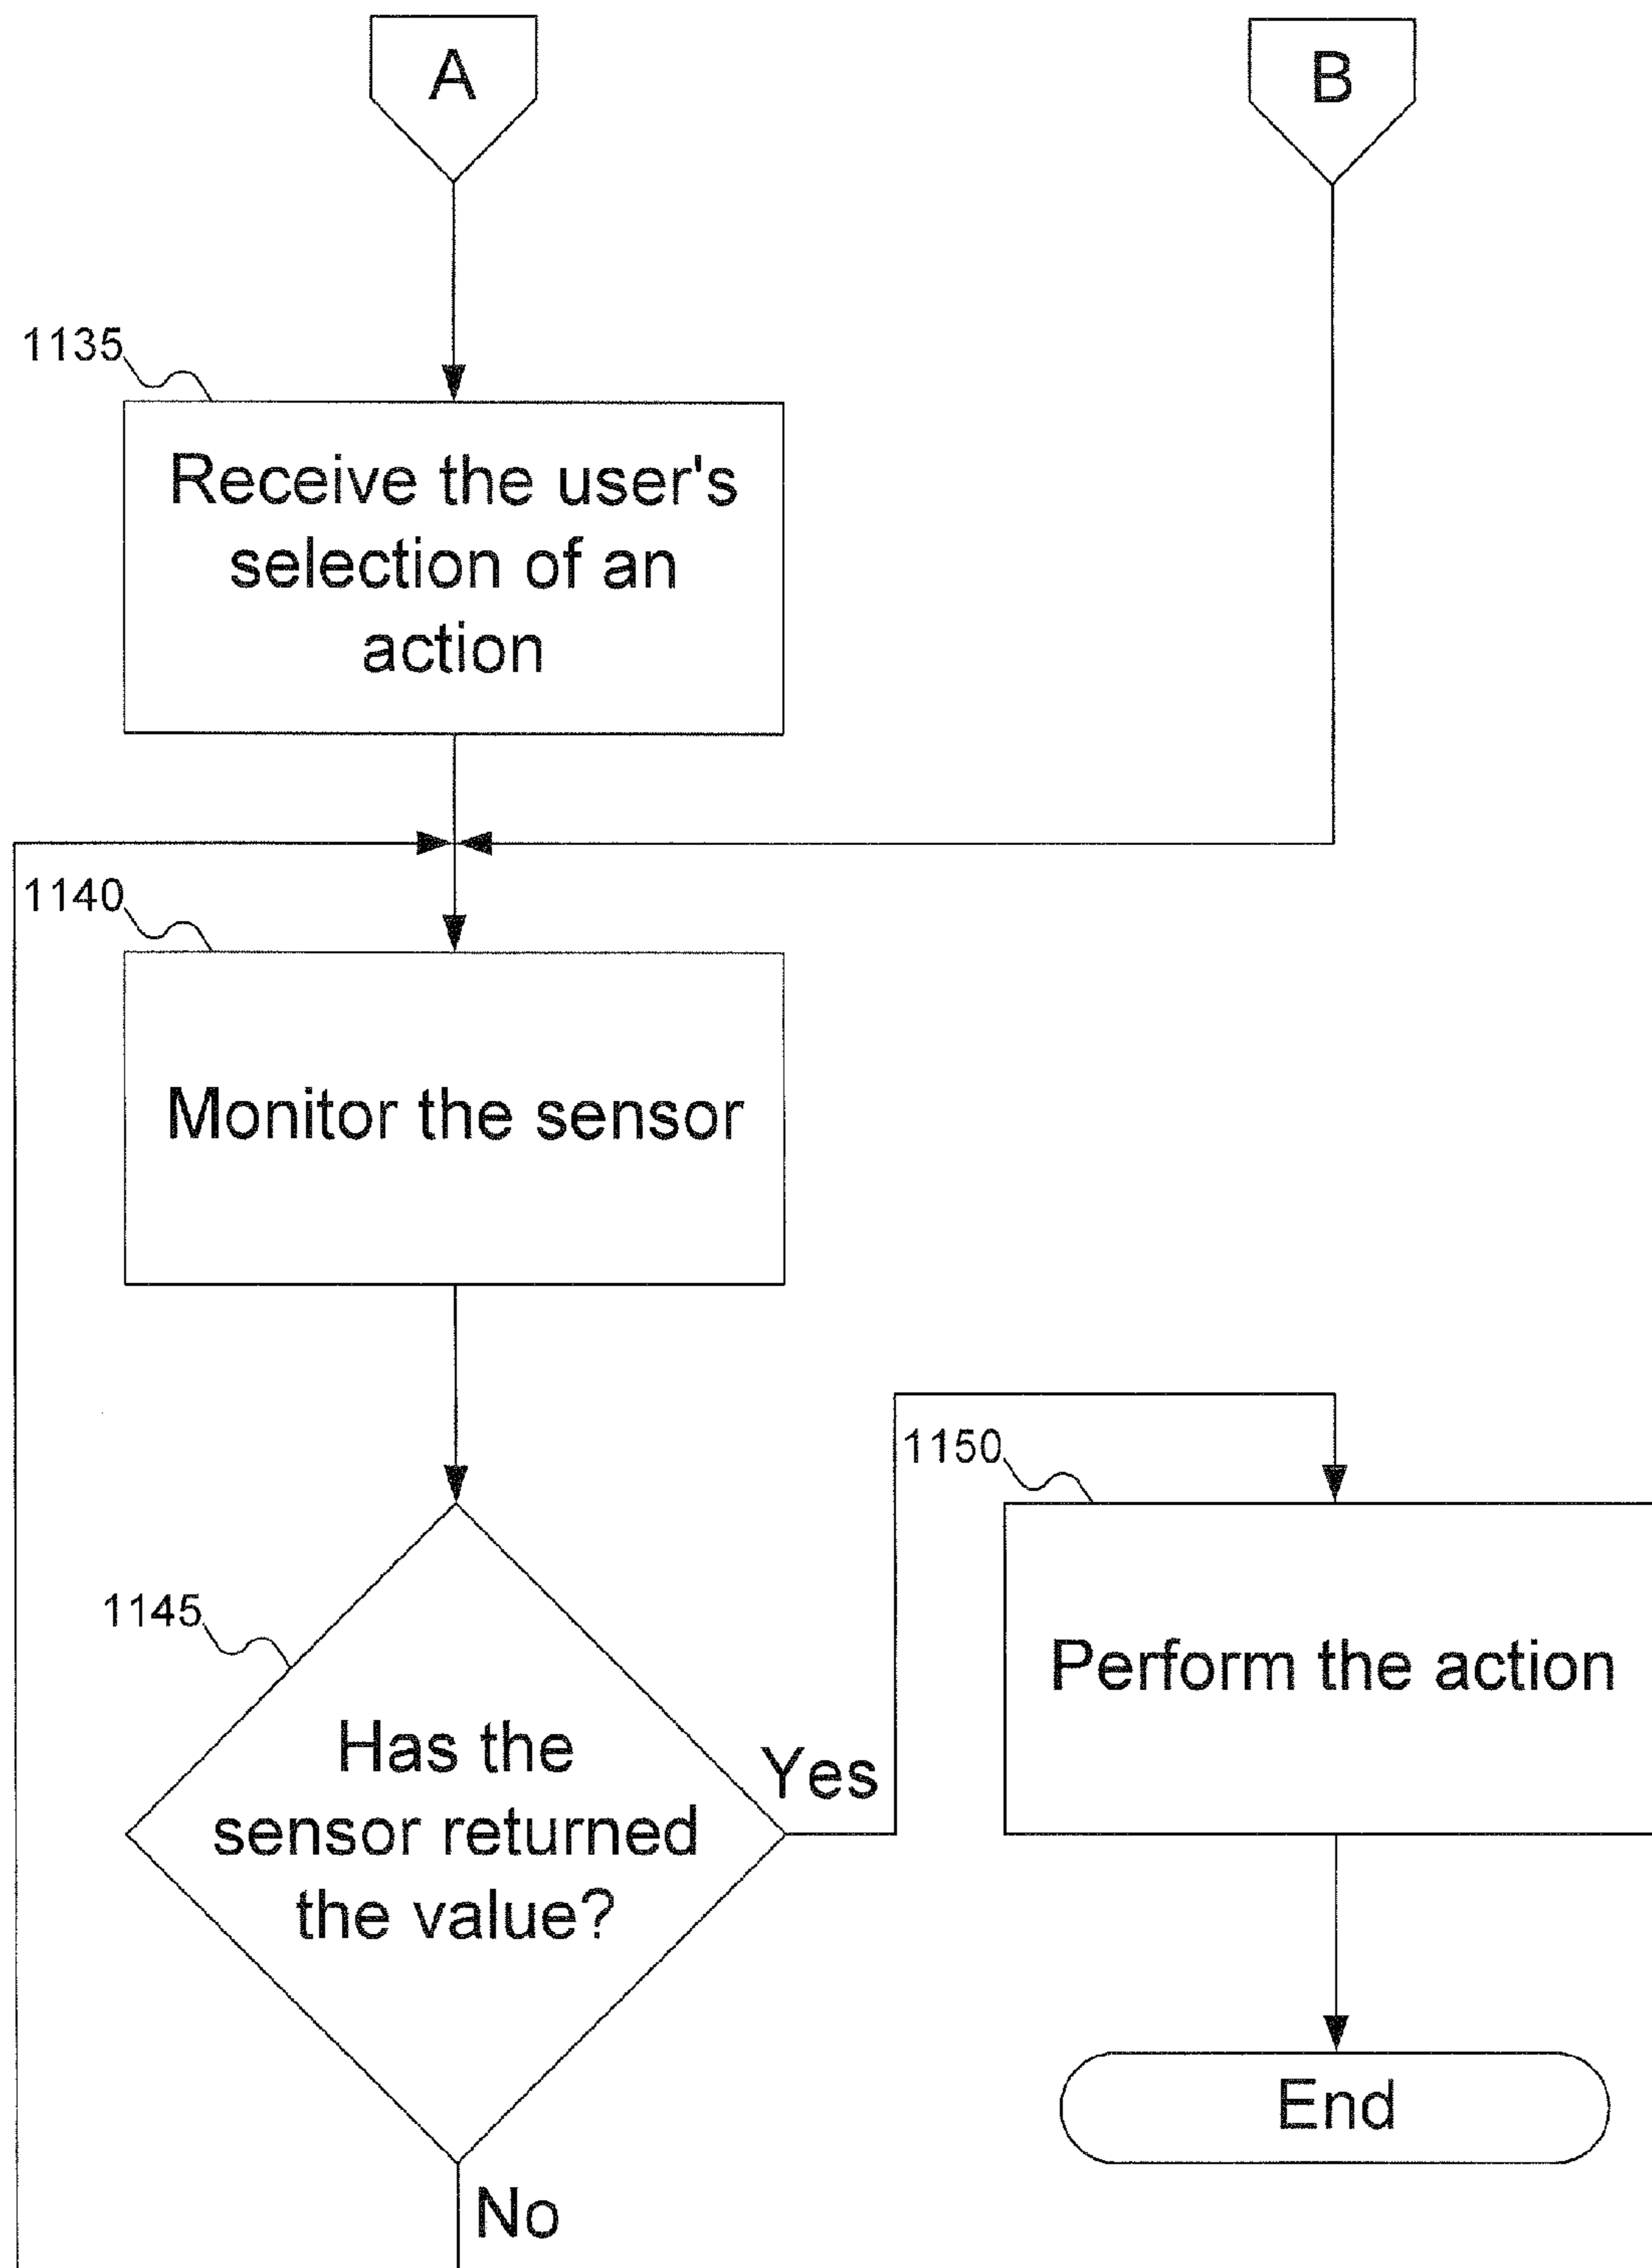 A
B
1135
Receive the user's
selection of an
action
1140
Monitor the sensor
1145
Has the
sensor returned
the value?
Yes
No
1150
Perform the action
End